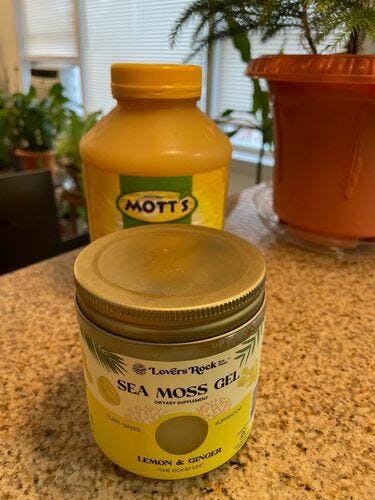 MOTT'S
Lovers Rock
SEA MOSS GEL
DIETARY SUPPLEMENT
PLANT-BASED
SUPERFOOD
LEMON & GINGER
"THE GOOD LIFE"